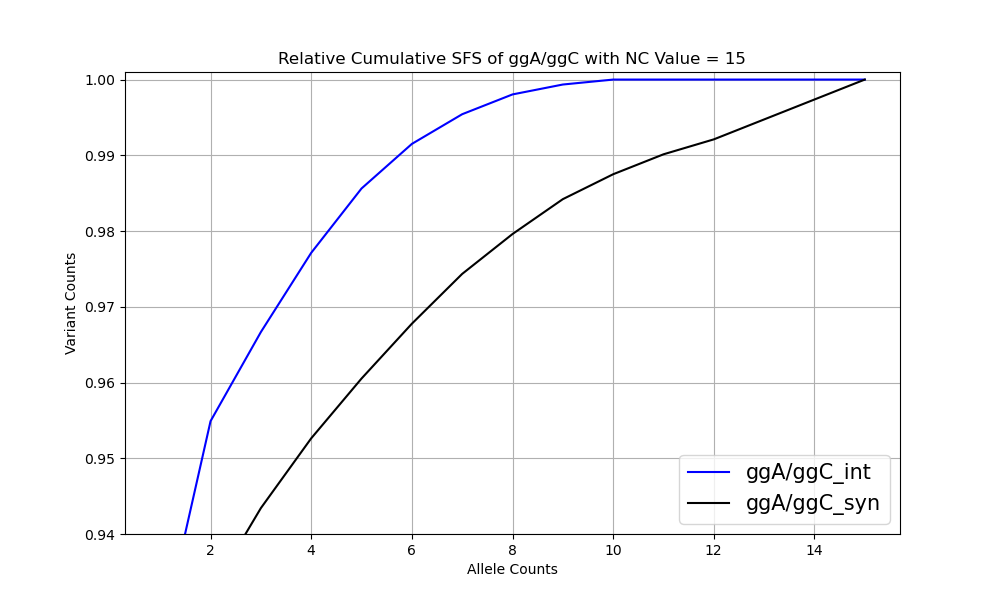 Relative Cumulative SFS of ggA/ggC with NC Value = 15
Variant Counts
1.00
0.99
0.98
0.97
0.96
0.95
0.94
ggA/ggC_int
ggA/ggC_syn
2 4 6 8 10 12 14
Allele Counts